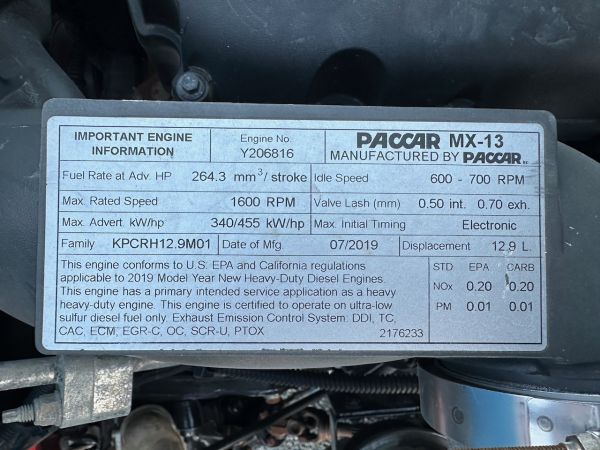 IMPORTANT ENGINE INFORMATION
Engine No. Y206816
PACCAR MX-13
MANUFACTURED BY PACCAR INC
Fuel Rate at Adv. HP 264.3 mm³/ stroke Idle Speed 600 - 700 RPM
Max. Rated Speed 1600 RPM Valve Lash (mm) 0.50 int. 0.70 exh.
Max. Advert. kW/hp 340/455 kW/hp Max. Initial Timing Electronic
Family KPCRH12.9M01 Date of Mfg. 07/2019 Displacement 12.9 L.
This engine conforms to U.S. EPA and California regulations
applicable to 2019 Model Year New Heavy-Duty Diesel Engines.
This engine has a primary intended service application as a heavy
heavy-duty engine. This engine is certified to operate on ultra-low
sulfur diesel fuel only. Exhaust Emission Control System: DDI, TC,
CAC, ECM, EGR-C, OC, SCR-U, PTOX 2176233
STD EPA CARB
NOx 0.20 0.20
PM 0.01 0.01